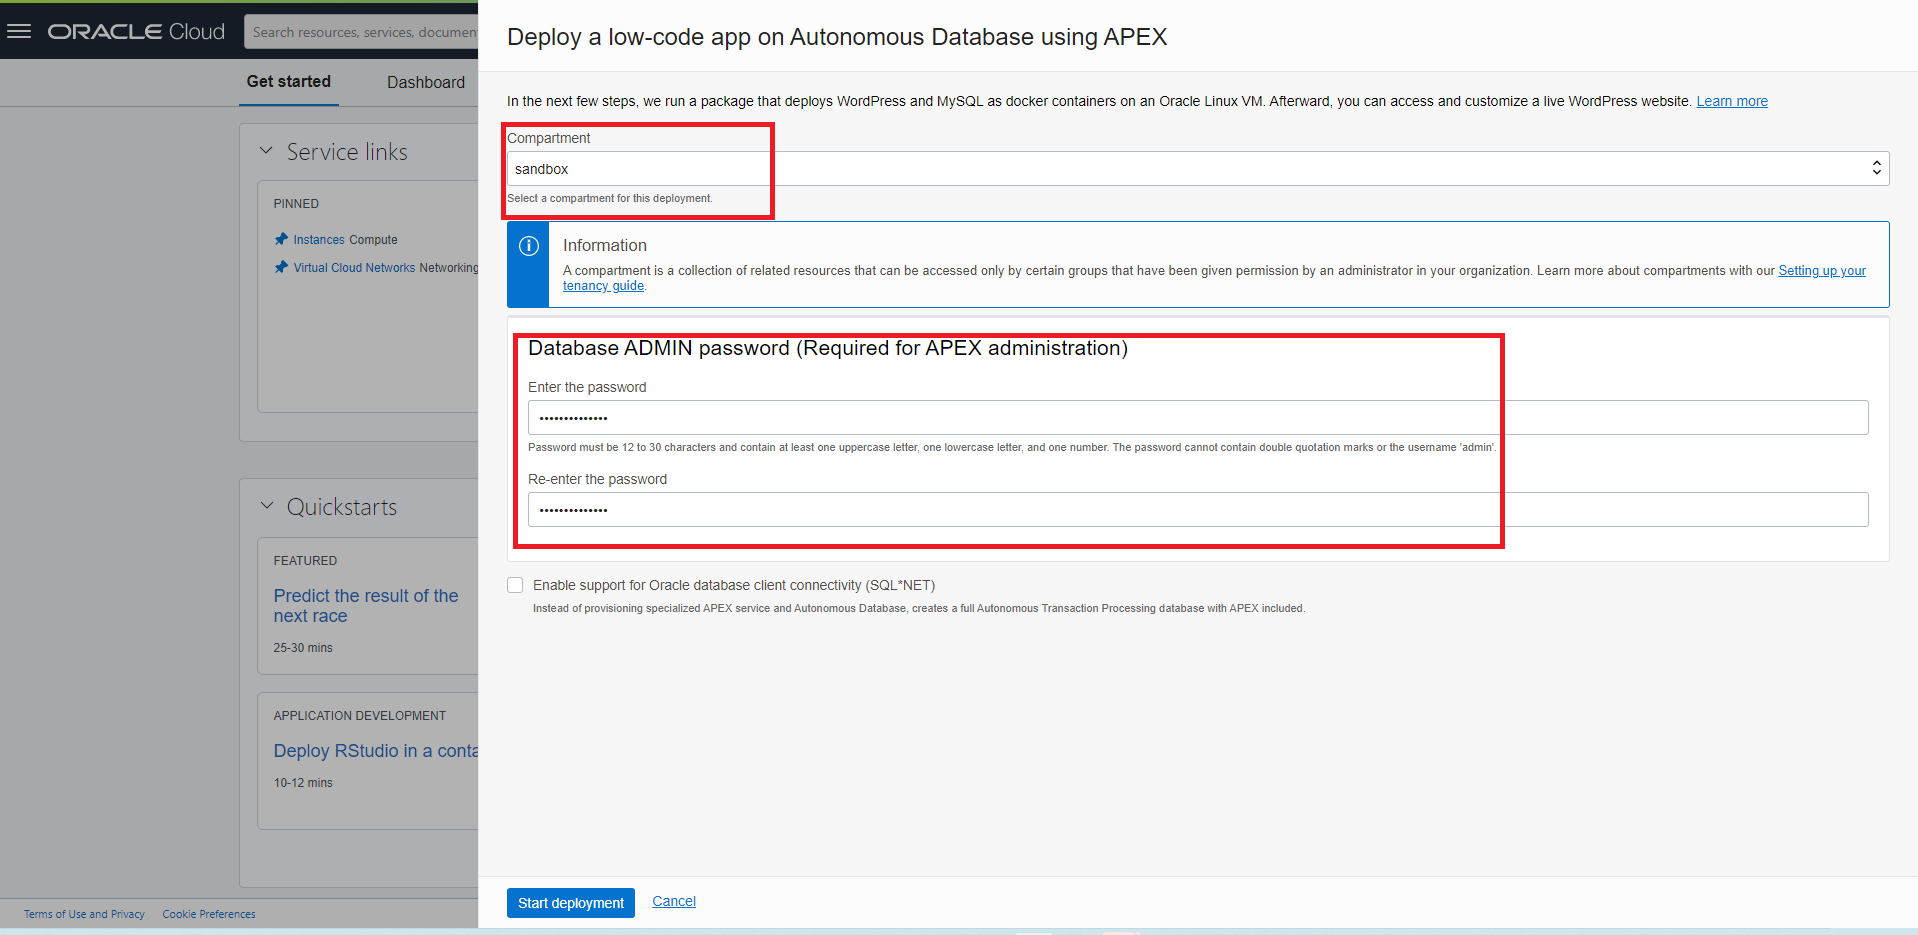 ORACLE Cloud
Search resources, services, documen
Get started
Dashboard
Service links
PINNED
Instances Compute
Virtual Cloud Networks Networking
Quickstarts
FEATURED
Predict the result of the
next race
25-30 mins
APPLICATION DEVELOPMENT
Deploy RStudio in a conta
10-12 mins
Terms of Use and Privacy
Cookie Preferences
Deploy a low-code app on Autonomous Database using APEX
In the next few steps, we run a package that deploys WordPress and MySQL as docker containers on an Oracle Linux VM. Afterward, you can access and customize a live WordPress website. Learn more
Compartment
sandbox
Select a compartment for this deployment.
Information
A compartment is a collection of related resources that can be accessed only by certain groups that have been given permission by an administrator in your organization. Learn more about compartments with our Setting up your
tenancy guide.
Database ADMIN password (Required for APEX administration)
Enter the password
••••••••••••••
Password must be 12 to 30 characters and contain at least one uppercase letter, one lowercase letter, and one number. The password cannot contain double quotation marks or the username 'admin'.
Re-enter the password
••••••••••••••
Enable support for Oracle database client connectivity (SQL*NET)
Instead of provisioning specialized APEX service and Autonomous Database, creates a full Autonomous Transaction Processing database with APEX included.
Start deployment
Cancel